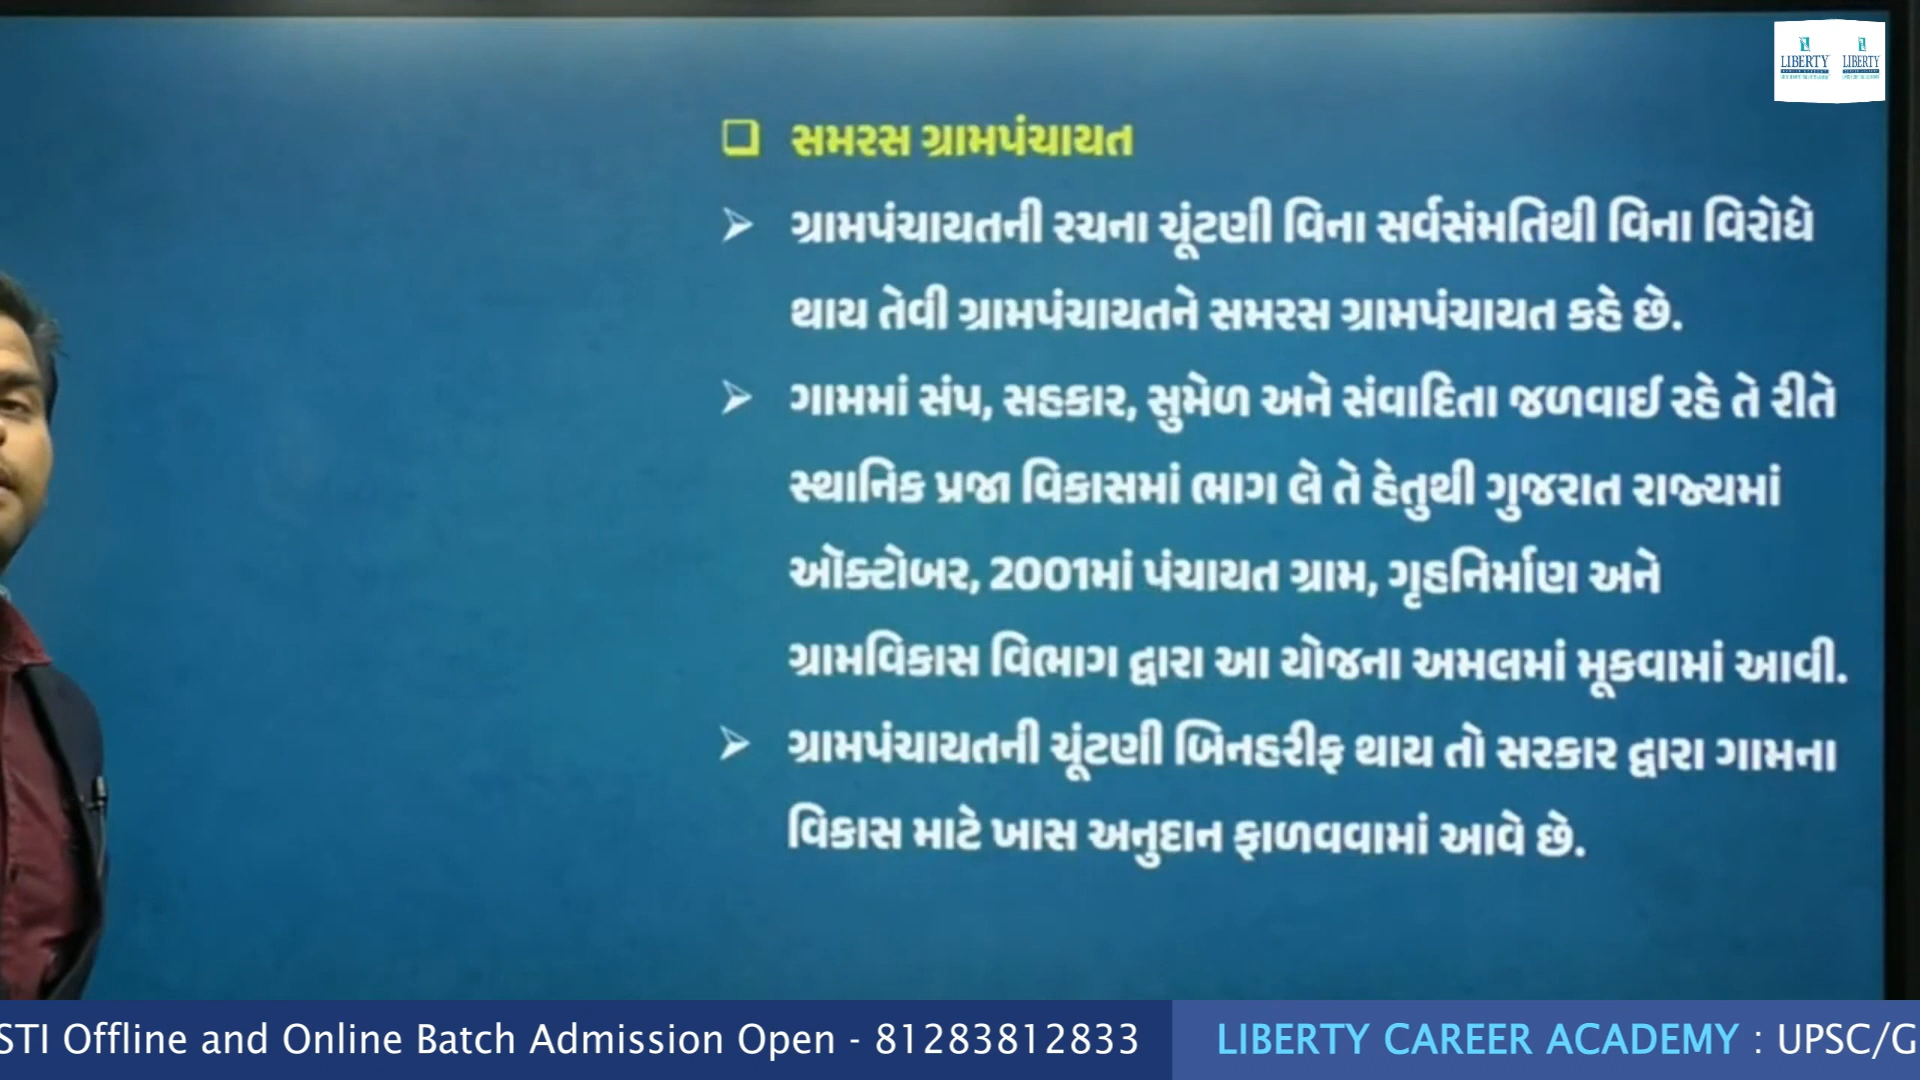 LIBERTY LIBERTY
❑ સમરસ ગ્રામપંચાયત
➢ ગ્રામપંચાયતની રચના ચૂંટણી વિના સર્વસંમતિથી વિના વિરોધે
થાય તેવી ગ્રામપંચાયતને સમરસ ગ્રામપંચાયત કહે છે.
➢ ગામમાં સંપ, સહકાર, સુમેળ અને સંવાદિતા જળવાઈ રહે તે રીતે
સ્થાનિક પ્રજા વિકાસમાં ભાગ લે તે હેતુથી ગુજરાત રાજ્યમાં
ઓક્ટોબર, 2001માં પંચાયત ગ્રામ, ગૃહનિર્માણ અને
ગ્રામવિકાસ વિભાગ દ્વારા આ યોજના અમલમાં મૂકવામાં આવી.
➢ ગ્રામપંચાયતની ચૂંટણી બિનહરીફ થાય તો સરકાર દ્વારા ગામના
વિકાસ માટે ખાસ અનુદાન ફાળવવામાં આવે છે.
STI Offline and Online Batch Admission Open - 81283812833 LIBERTY CAREER ACADEMY : UPSC/G